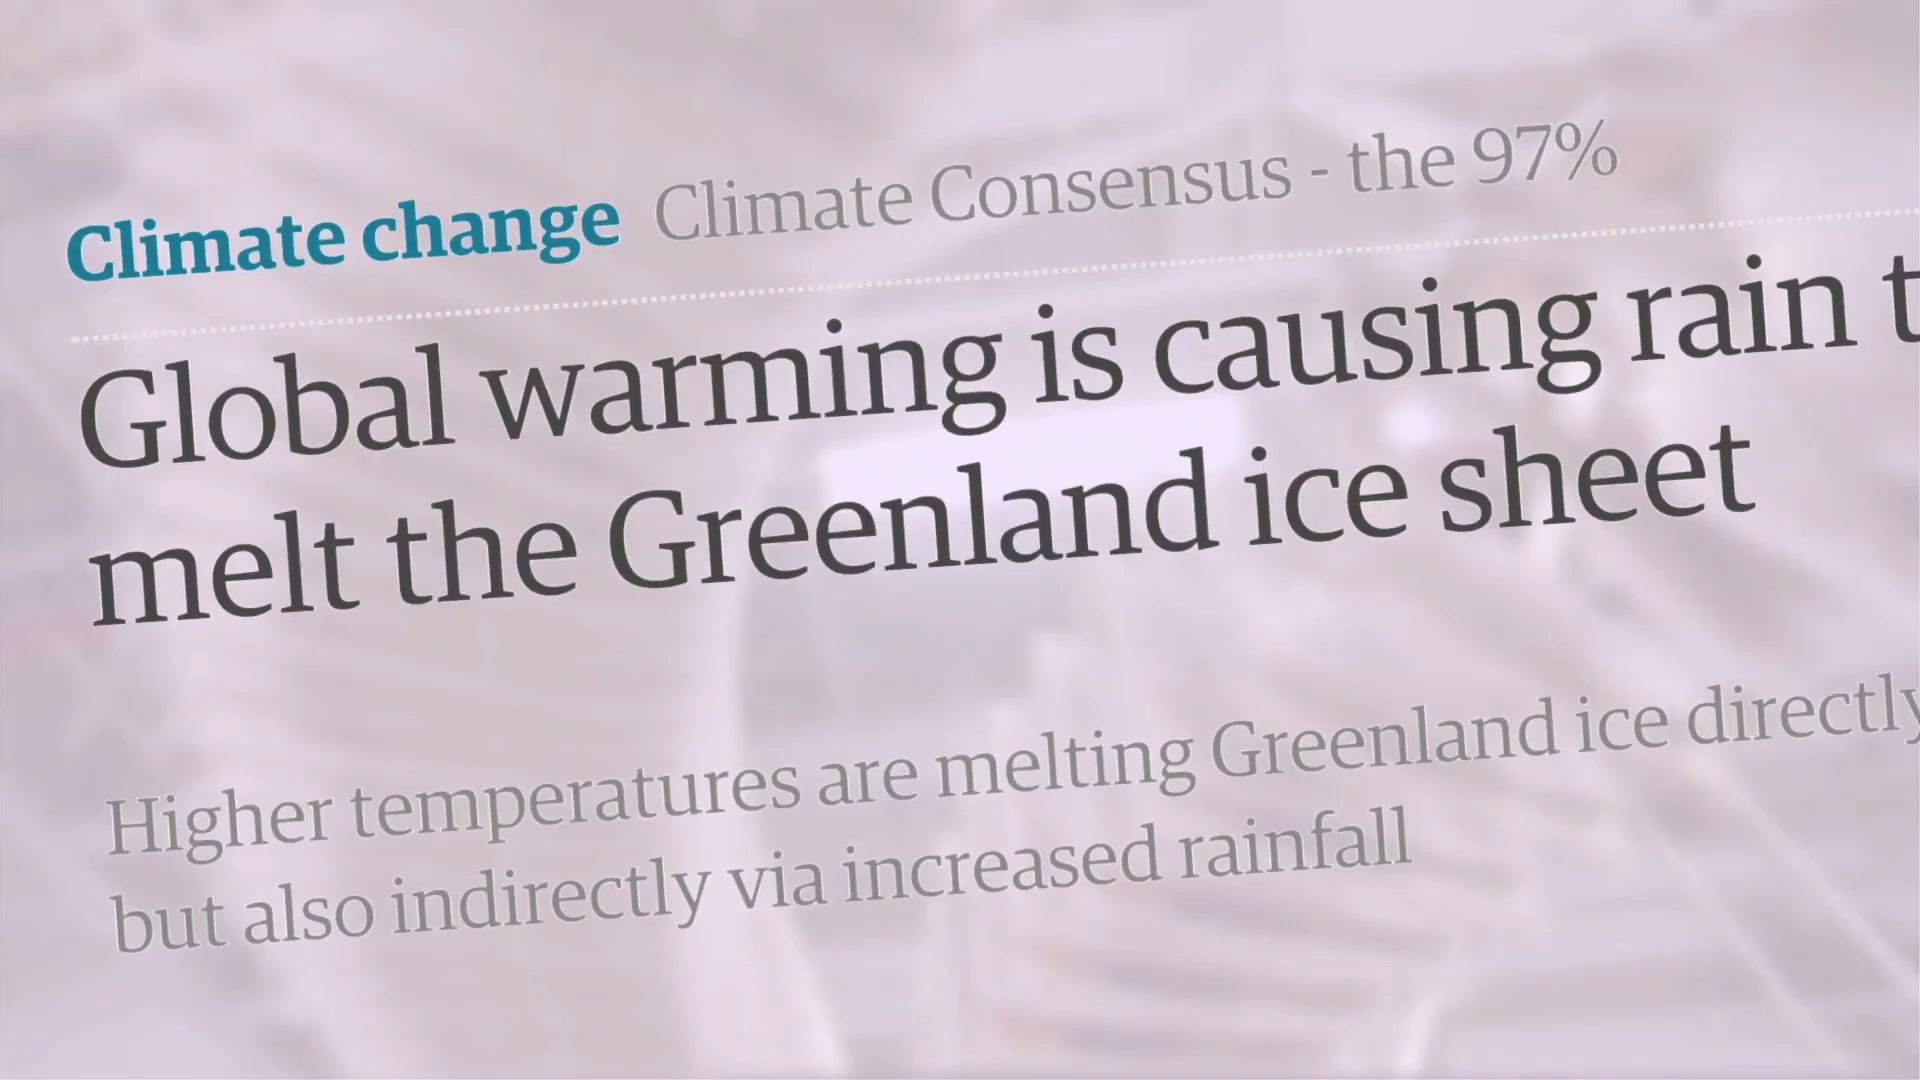 Climate change Climate Consensus - the 97%
Global warming is causing rain t
melt the Greenland ice sheet
Higher temperatures are melting Greenland ice directly
but also indirectly via increased rainfall